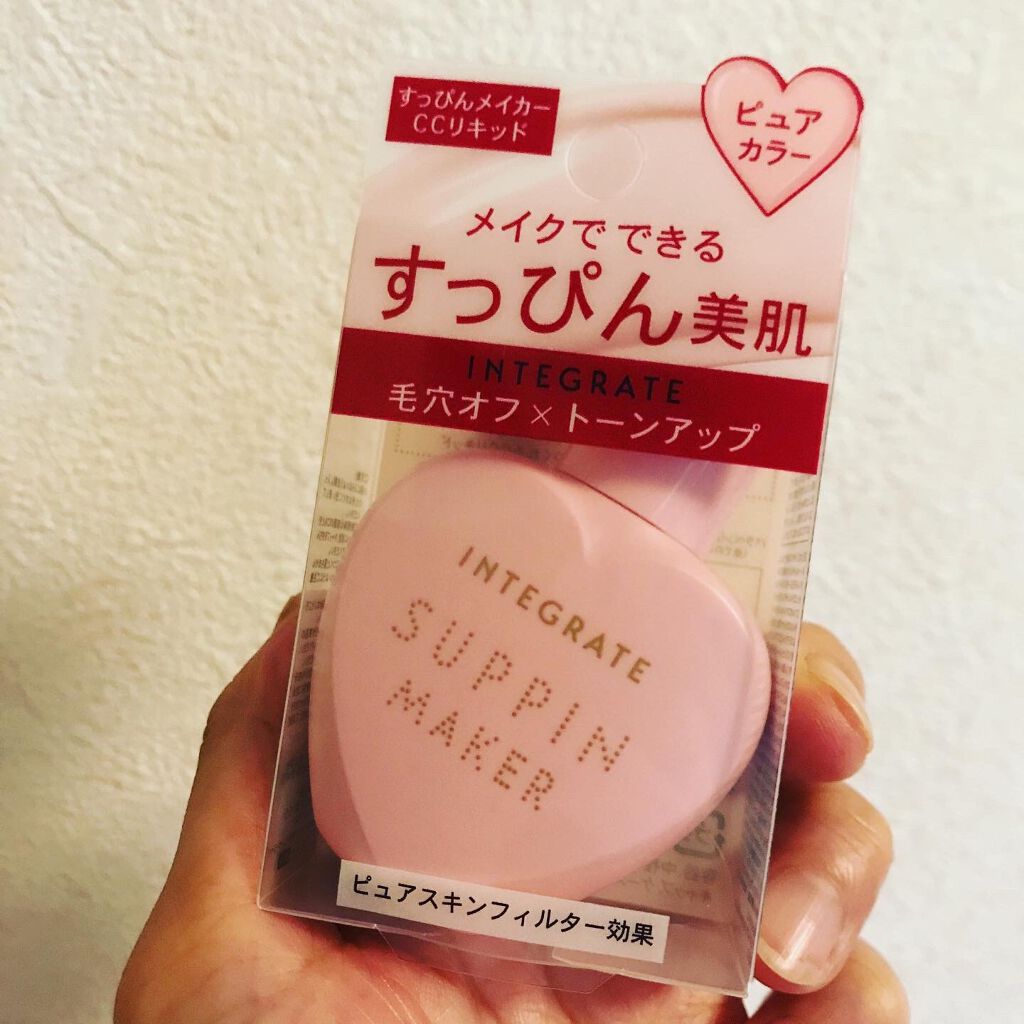 すっぴんメイカー
CCリキッド
ピュア
カラー
メイクで できる
すっぴん美肌
INTEGRATE
毛穴オフ×トーンアップ
INTEGRATE
SUPPIN
MAKER
ピュアスキンフィルター効果